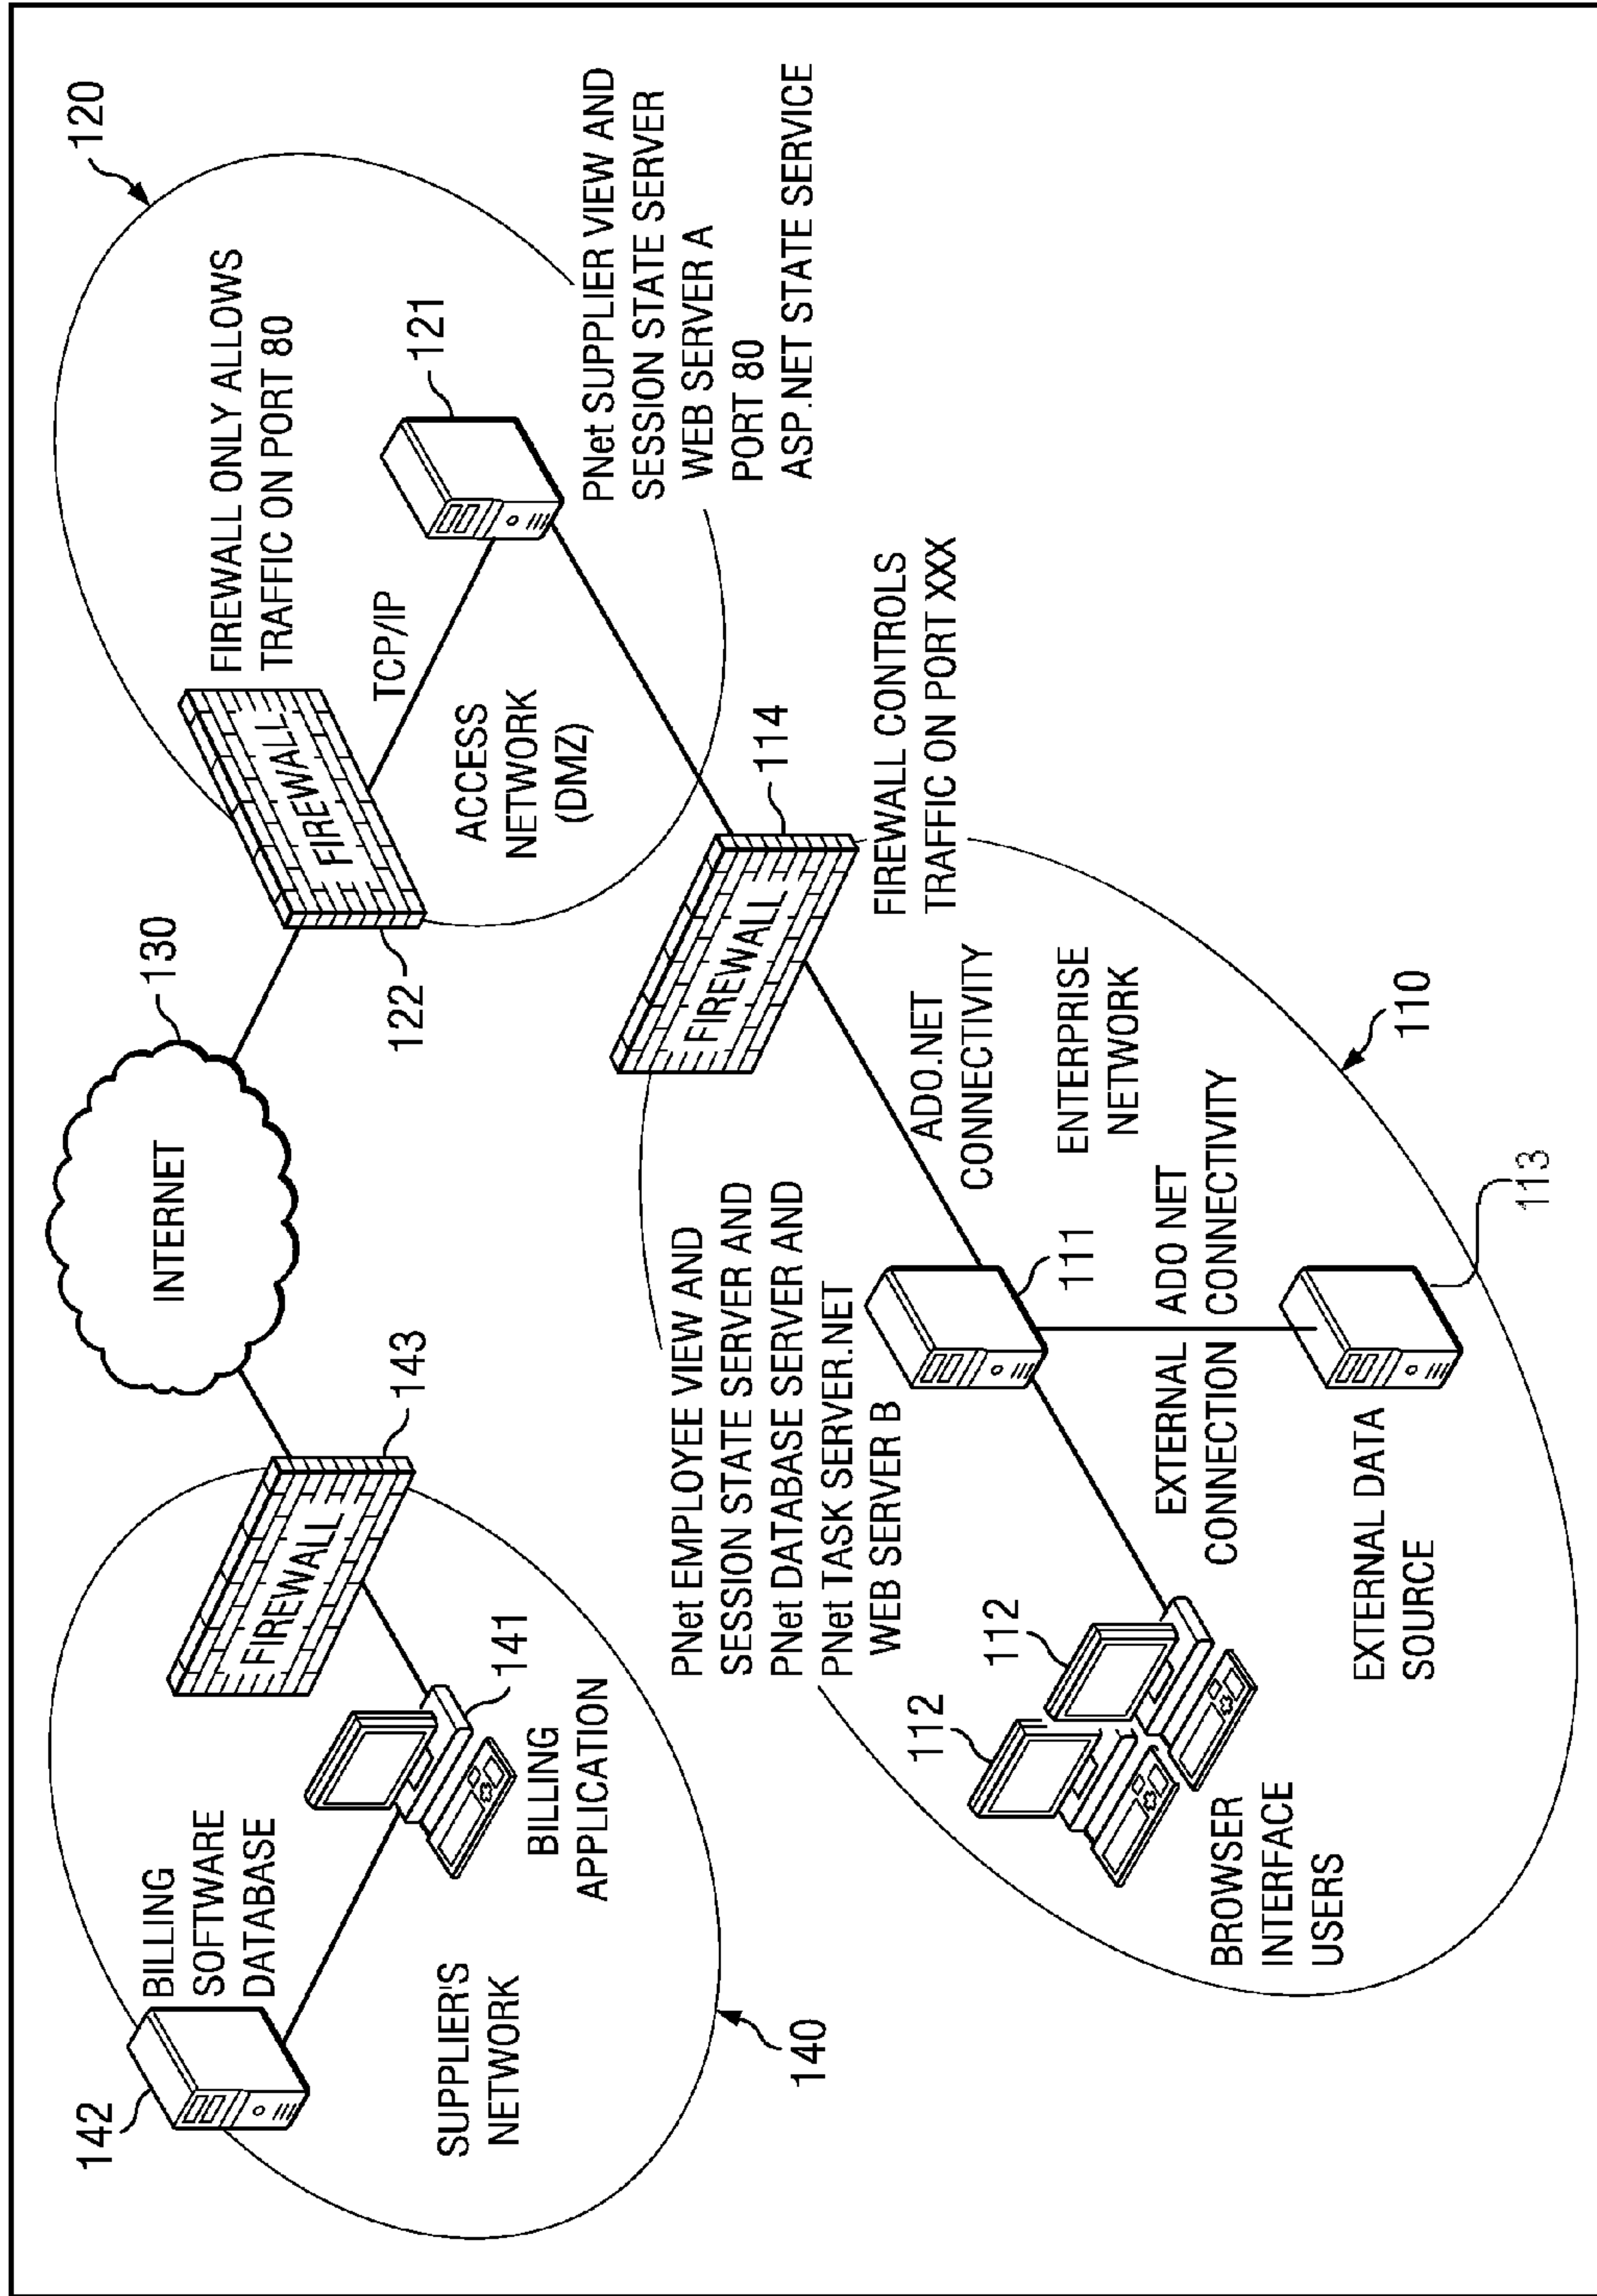 142
BILLING
SOFTWARE
DATABASE
SUPPLIER'S
NETWORK
140
BILLING
APPLICATION
141
FIREWALL
143
INTERNET
130
122
FIREWALL
FIREWALL ONLY ALLOWS
TRAFFIC ON PORT 80
120
TCP/IP
121
ACCESS
NETWORK
(DMZ)
PNet SUPPLIER VIEW AND
SESSION STATE SERVER
WEB SERVER A
PORT 80
ASP.NET STATE SERVICE
114
FIREWALL
FIREWALL CONTROLS
TRAFFIC ON PORT XXX
PNet EMPLOYEE VIEW AND
SESSION STATE SERVER AND
PNet DATABASE SERVER AND
PNet TASK SERVER.NET
WEB SERVER B
ADO.NET
CONNECTIVITY
ENTERPRISE
NETWORK
111
112
112
EXTERNAL ADO NET
CONNECTION CONNECTIVITY
110
BROWSER
INTERFACE
USERS
EXTERNAL DATA
SOURCE
113